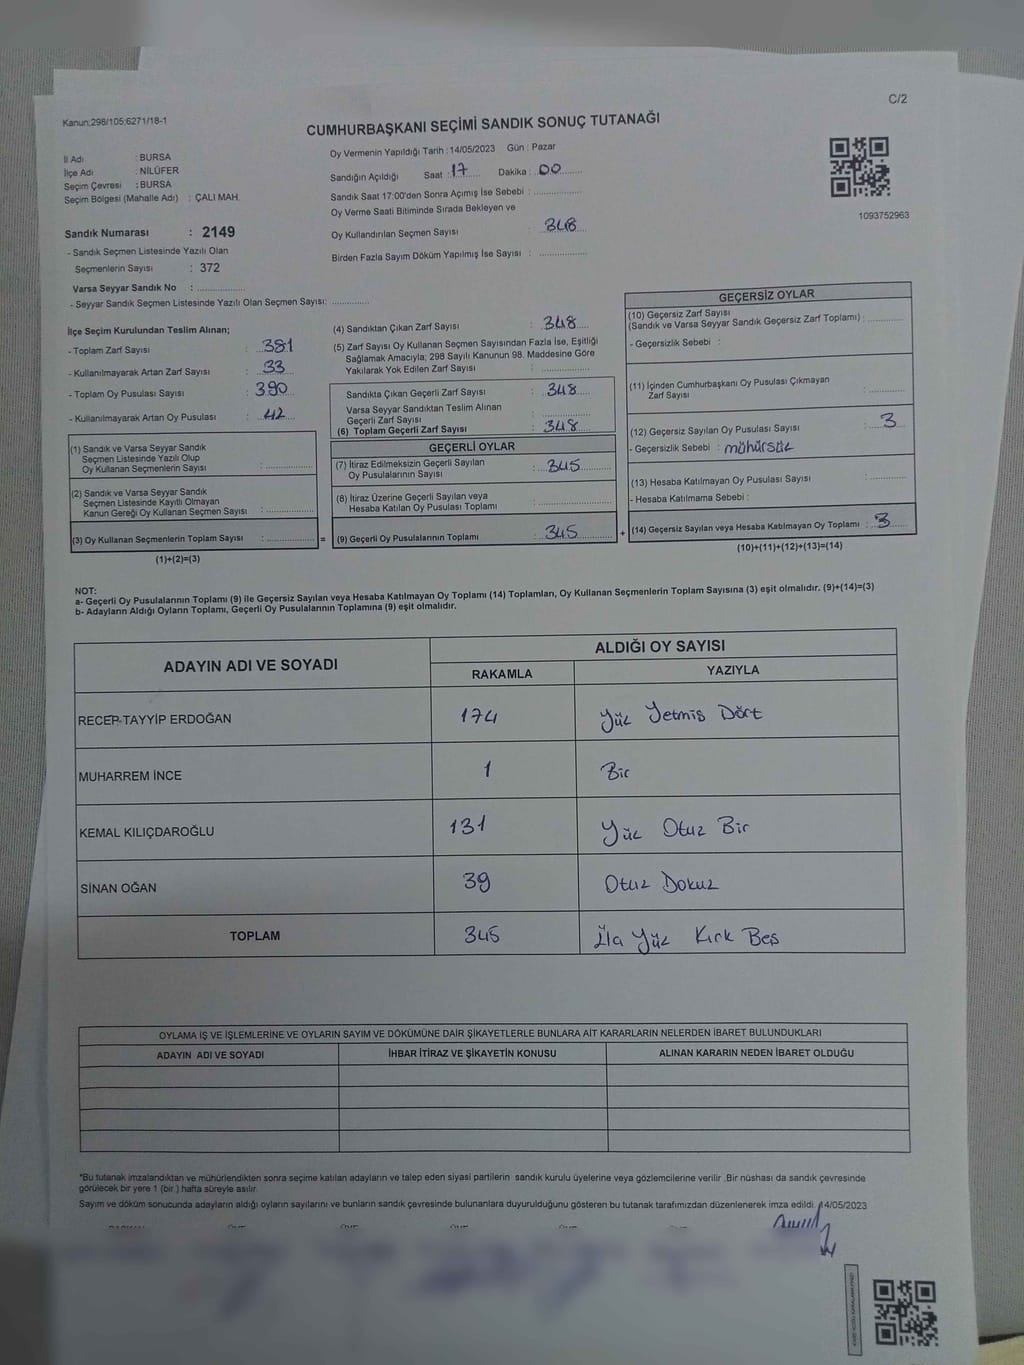 C/2
Kanun:298/105;6271/18-1
CUMHURBAŞKANI SEÇİMİ SANDIK SONUÇ TUTANAĞI
İl Adı : BURSA
İlçe Adı : NİLÜFER
Seçim Çevresi : BURSA
Seçim Bölgesi (Mahalle Adı) : ÇALI MAH.
Sandık Numarası : 2149
- Sandık Seçmen Listesinde Yazılı Olan
Seçmenlerin Sayısı : 372
Varsa Seyyar Sandık No : ..................
- Seyyar Sandık Seçmen Listesinde Yazılı Olan Seçmen Sayısı: ..............
Oy Vermenin Yapıldığı Tarih : 14/05/2023 Gün : Pazar
Sandığın Açıldığı Saat : 17 Dakika : 00
Sandık Saat 17:00'den Sonra Açımış İse Sebebi : ..................
Oy Verme Saati Bitiminde Sırada Bekleyen ve
Oy Kullandırılan Seçmen Sayısı : 348
Birden Fazla Sayım Döküm Yapılmış İse Sayısı : ..................
1093752963
İlçe Seçim Kurulundan Teslim Alınan;
- Toplam Zarf Sayısı : 381
- Kullanılmayarak Artan Zarf Sayısı : 33
- Toplam Oy Pusulası Sayısı : 390
- Kullanılmayarak Artan Oy Pusulası : 42
(1) Sandık ve Varsa Seyyar Sandık
Seçmen Listesinde Yazılı Olup
Oy Kullanan Seçmenlerin Sayısı : ..................
(2) Sandık ve Varsa Seyyar Sandık
Seçmen Listesinde Kayıtlı Olmayan
Kanun Gereği Oy Kullanan Seçmen Sayısı : ..................
(3) Oy Kullanan Seçmenlerin Toplam Sayısı : .................. =
(1)+(2)=(3)
(4) Sandıktan Çıkan Zarf Sayısı : 348
(5) Zarf Sayısı Oy Kullanan Seçmen Sayısından Fazla İse, Eşitliği
Sağlamak Amacıyla; 298 Sayılı Kanunun 98. Maddesine Göre
Yakılarak Yok Edilen Zarf Sayısı : ..................
Sandıkta Çıkan Geçerli Zarf Sayısı : 348
Varsa Seyyar Sandıktan Teslim Alınan
Geçerli Zarf Sayısı : ..................
(6) Toplam Geçerli Zarf Sayısı : 348
GEÇERLİ OYLAR
(7) İtiraz Edilmeksizin Geçerli Sayılan
Oy Pusulalarının Sayısı : 345
(8) İtiraz Üzerine Geçerli Sayılan veya
Hesaba Katılan Oy Pusulası Toplamı : ..................
(9) Geçerli Oy Pusulalarının Toplamı : 345 +
GEÇERSİZ OYLAR
(10) Geçersiz Zarf Sayısı
(Sandık ve Varsa Seyyar Sandık Geçersiz Zarf Toplamı) : .............
- Geçersizlik Sebebi :
(11) İçinden Cumhurbaşkanı Oy Pusulası Çıkmayan
Zarf Sayısı : .............
(12) Geçersiz Sayılan Oy Pusulası Sayısı : 3
- Geçersizlik Sebebi : mühürsüz
(13) Hesaba Katılmayan Oy Pusulası Sayısı : .............
- Hesaba Katılmama Sebebi :
(14) Geçersiz Sayılan veya Hesaba Katılmayan Oy Toplamı : 3
(10)+(11)+(12)+(13)=(14)
NOT:
a- Geçerli Oy Pusulalarının Toplamı (9) ile Geçersiz Sayılan veya Hesaba Katılmayan Oy Toplamı (14) Toplamları, Oy Kullanan Seçmenlerin Toplam Sayısına (3) eşit olmalıdır. (9)+(14)=(3)
b- Adayların Aldığı Oyların Toplamı, Geçerli Oy Pusulalarının Toplamına (9) eşit olmalıdır.
ADAYIN ADI VE SOYADI
ALDIĞI OY SAYISI
RAKAMLA YAZIYLA
RECEP TAYYİP ERDOĞAN 174 Yüz Yetmiş Dört
MUHARREM İNCE 1 Bir
KEMAL KILIÇDAROĞLU 131 Yüz Otuz Bir
SİNAN OĞAN 39 Otuz Dokuz
TOPLAM 345 Yüz Kırk Beş
OYLAMA İŞ VE İŞLEMLERİNE VE OYLARIN SAYIM VE DÖKÜMÜNE DAİR ŞİKAYETLERLE BUNLARA AİT KARARLARIN NELERDEN İBARET BULUNDUKLARI
ADAYIN ADI VE SOYADI İHBAR İTİRAZ VE ŞİKAYETİN KONUSU ALINAN KARARIN NEDEN İBARET OLDUĞU
*Bu tutanak imzalandıktan ve mühürlendikten sonra seçime katılan adayların ve talep eden siyasi partilerin sandık kurulu üyelerine veya gözlemcilerine verilir .Bir nüshası da sandık çevresinde
görülecek bir yere 1 (bir ) hafta süreyle asılır.
Sayım ve döküm sonucunda adayların aldığı oyların sayılarını ve bunların sandık çevresinde bulunanlara duyurulduğunu gösteren bu tutanak tarafımızdan düzenlenerek imza edildi. 14/05/2023